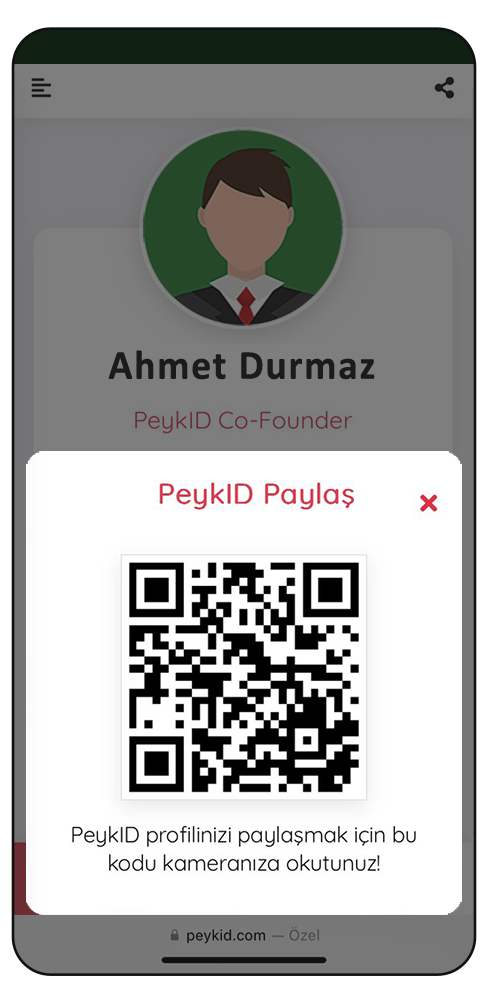 Ahmet Durmaz
PeykID Co-Founder
PeykID Paylaş
PeykID profilinizi paylaşmak için bu
kodu kameranıza okutunuz!
peykid.com — Özel